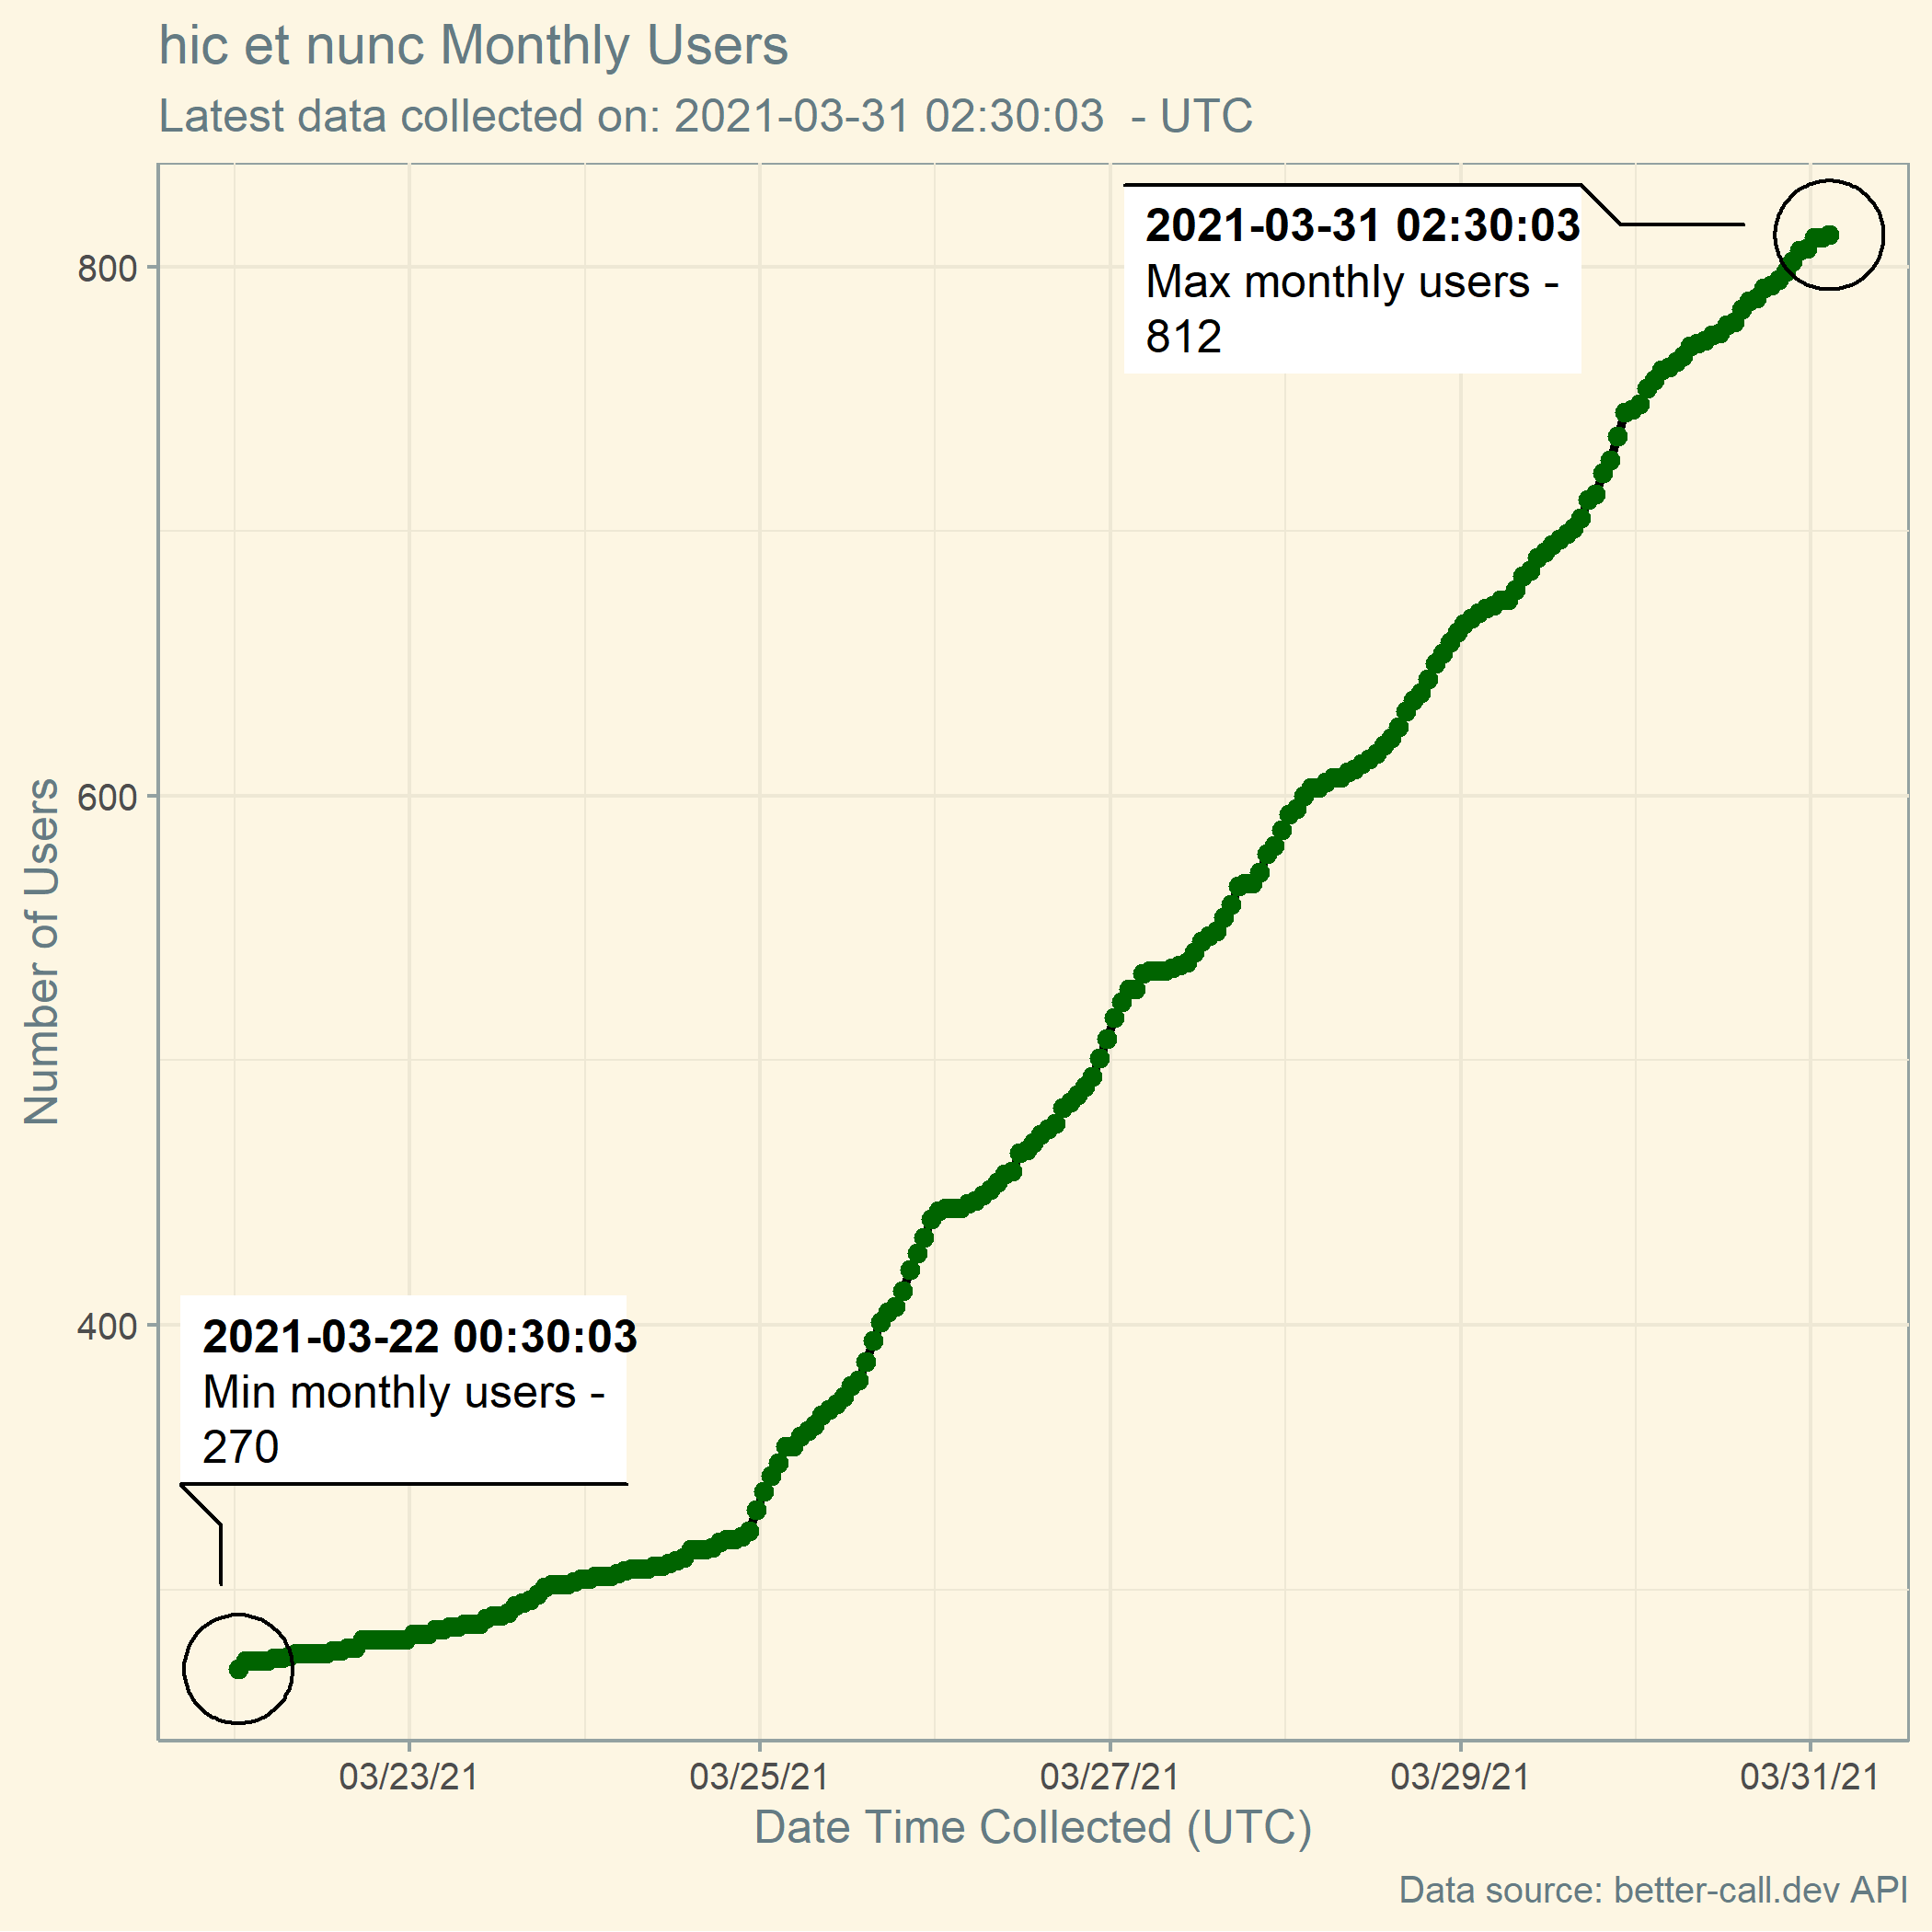 hic et nunc Monthly Users
Latest data collected on: 2021-03-31 02:30:03  - UTC
2021-03-31 02:30:03
Max monthly users -
812
800
600
400
Number of Users
2021-03-22 00:30:03
Min monthly users -
270
03/23/21
03/25/21
03/27/21
03/29/21
03/31/21
Date Time Collected (UTC)
Data source: better-call.dev API